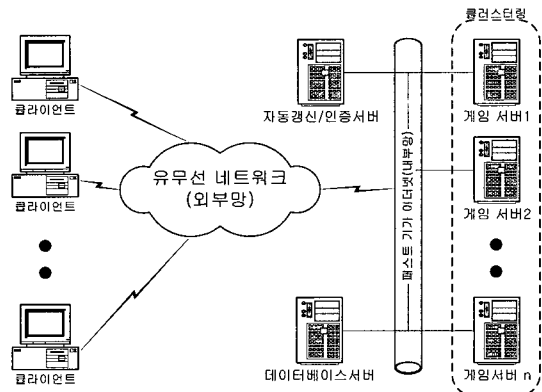 클러스터링
클라이언트
자동갱신/인증서버
게임 서버1
클라이언트
유무선 네트워크
(외부망)
패스트 기가 이더넷(내부망)
게임 서버2
클라이언트
데이터베이스서버
게임서버 n